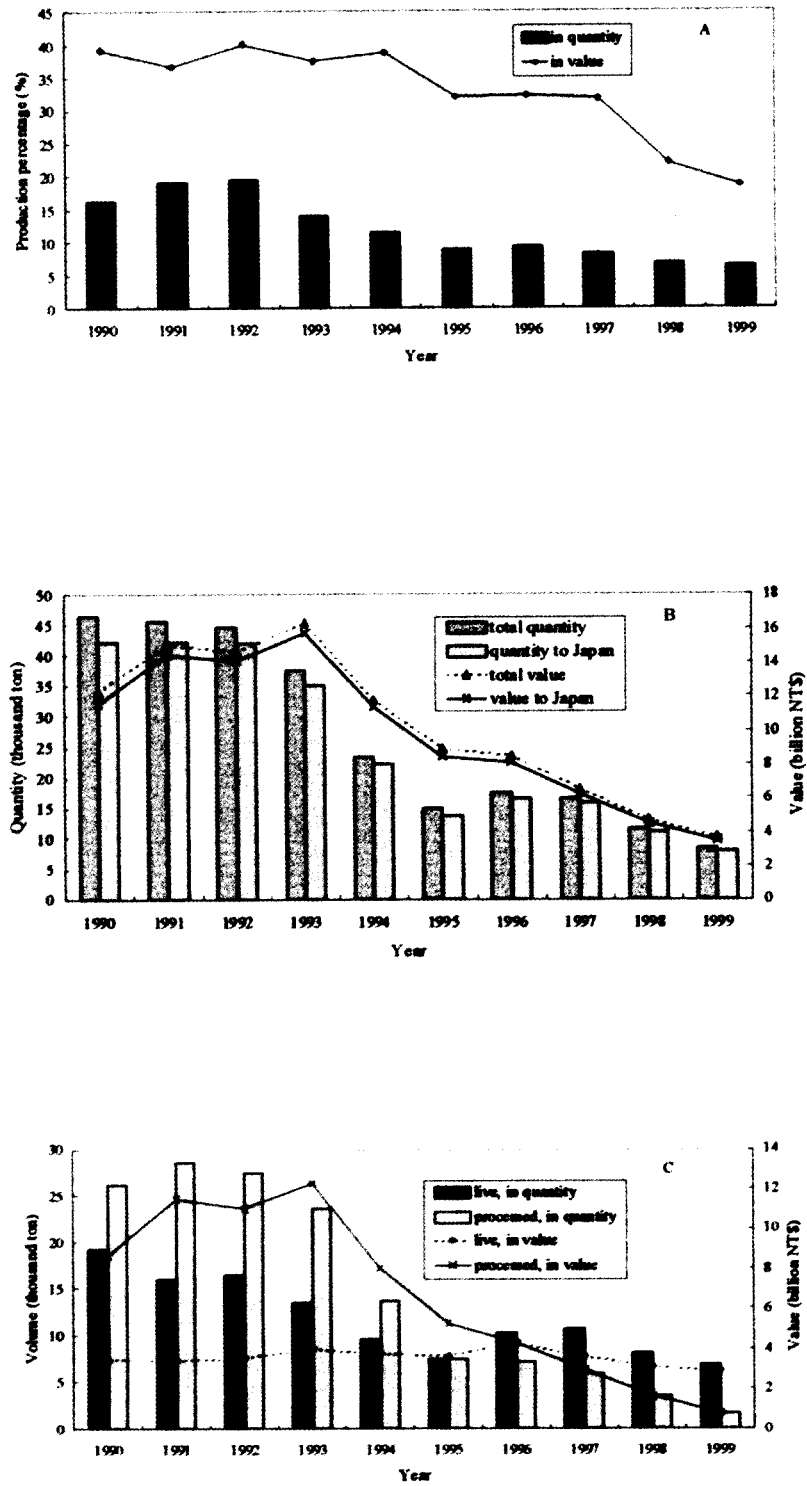 A
45
40
35
30
25
20
15
10
5
0
Production percentage (%)
in quantity
in value
1990 1991 1992 1993 1994 1995 1996 1997 1998 1999
Year
B
50
45
40
35
30
25
20
15
10
5
0
Quantity (thousand ton)
total quantity
quantity to Japan
total value
value to Japan
18
16
14
12
10
8
6
4
2
0
Value (billion NT$)
1990 1991 1992 1993 1994 1995 1996 1997 1998 1999
Year
C
30
25
20
15
10
5
0
Volume (thousand ton)
live, in quantity
processed, in quantity
live, in value
processed, in value
14
12
10
8
6
4
2
0
Value (billion NT$)
1990 1991 1992 1993 1994 1995 1996 1997 1998 1999
Year